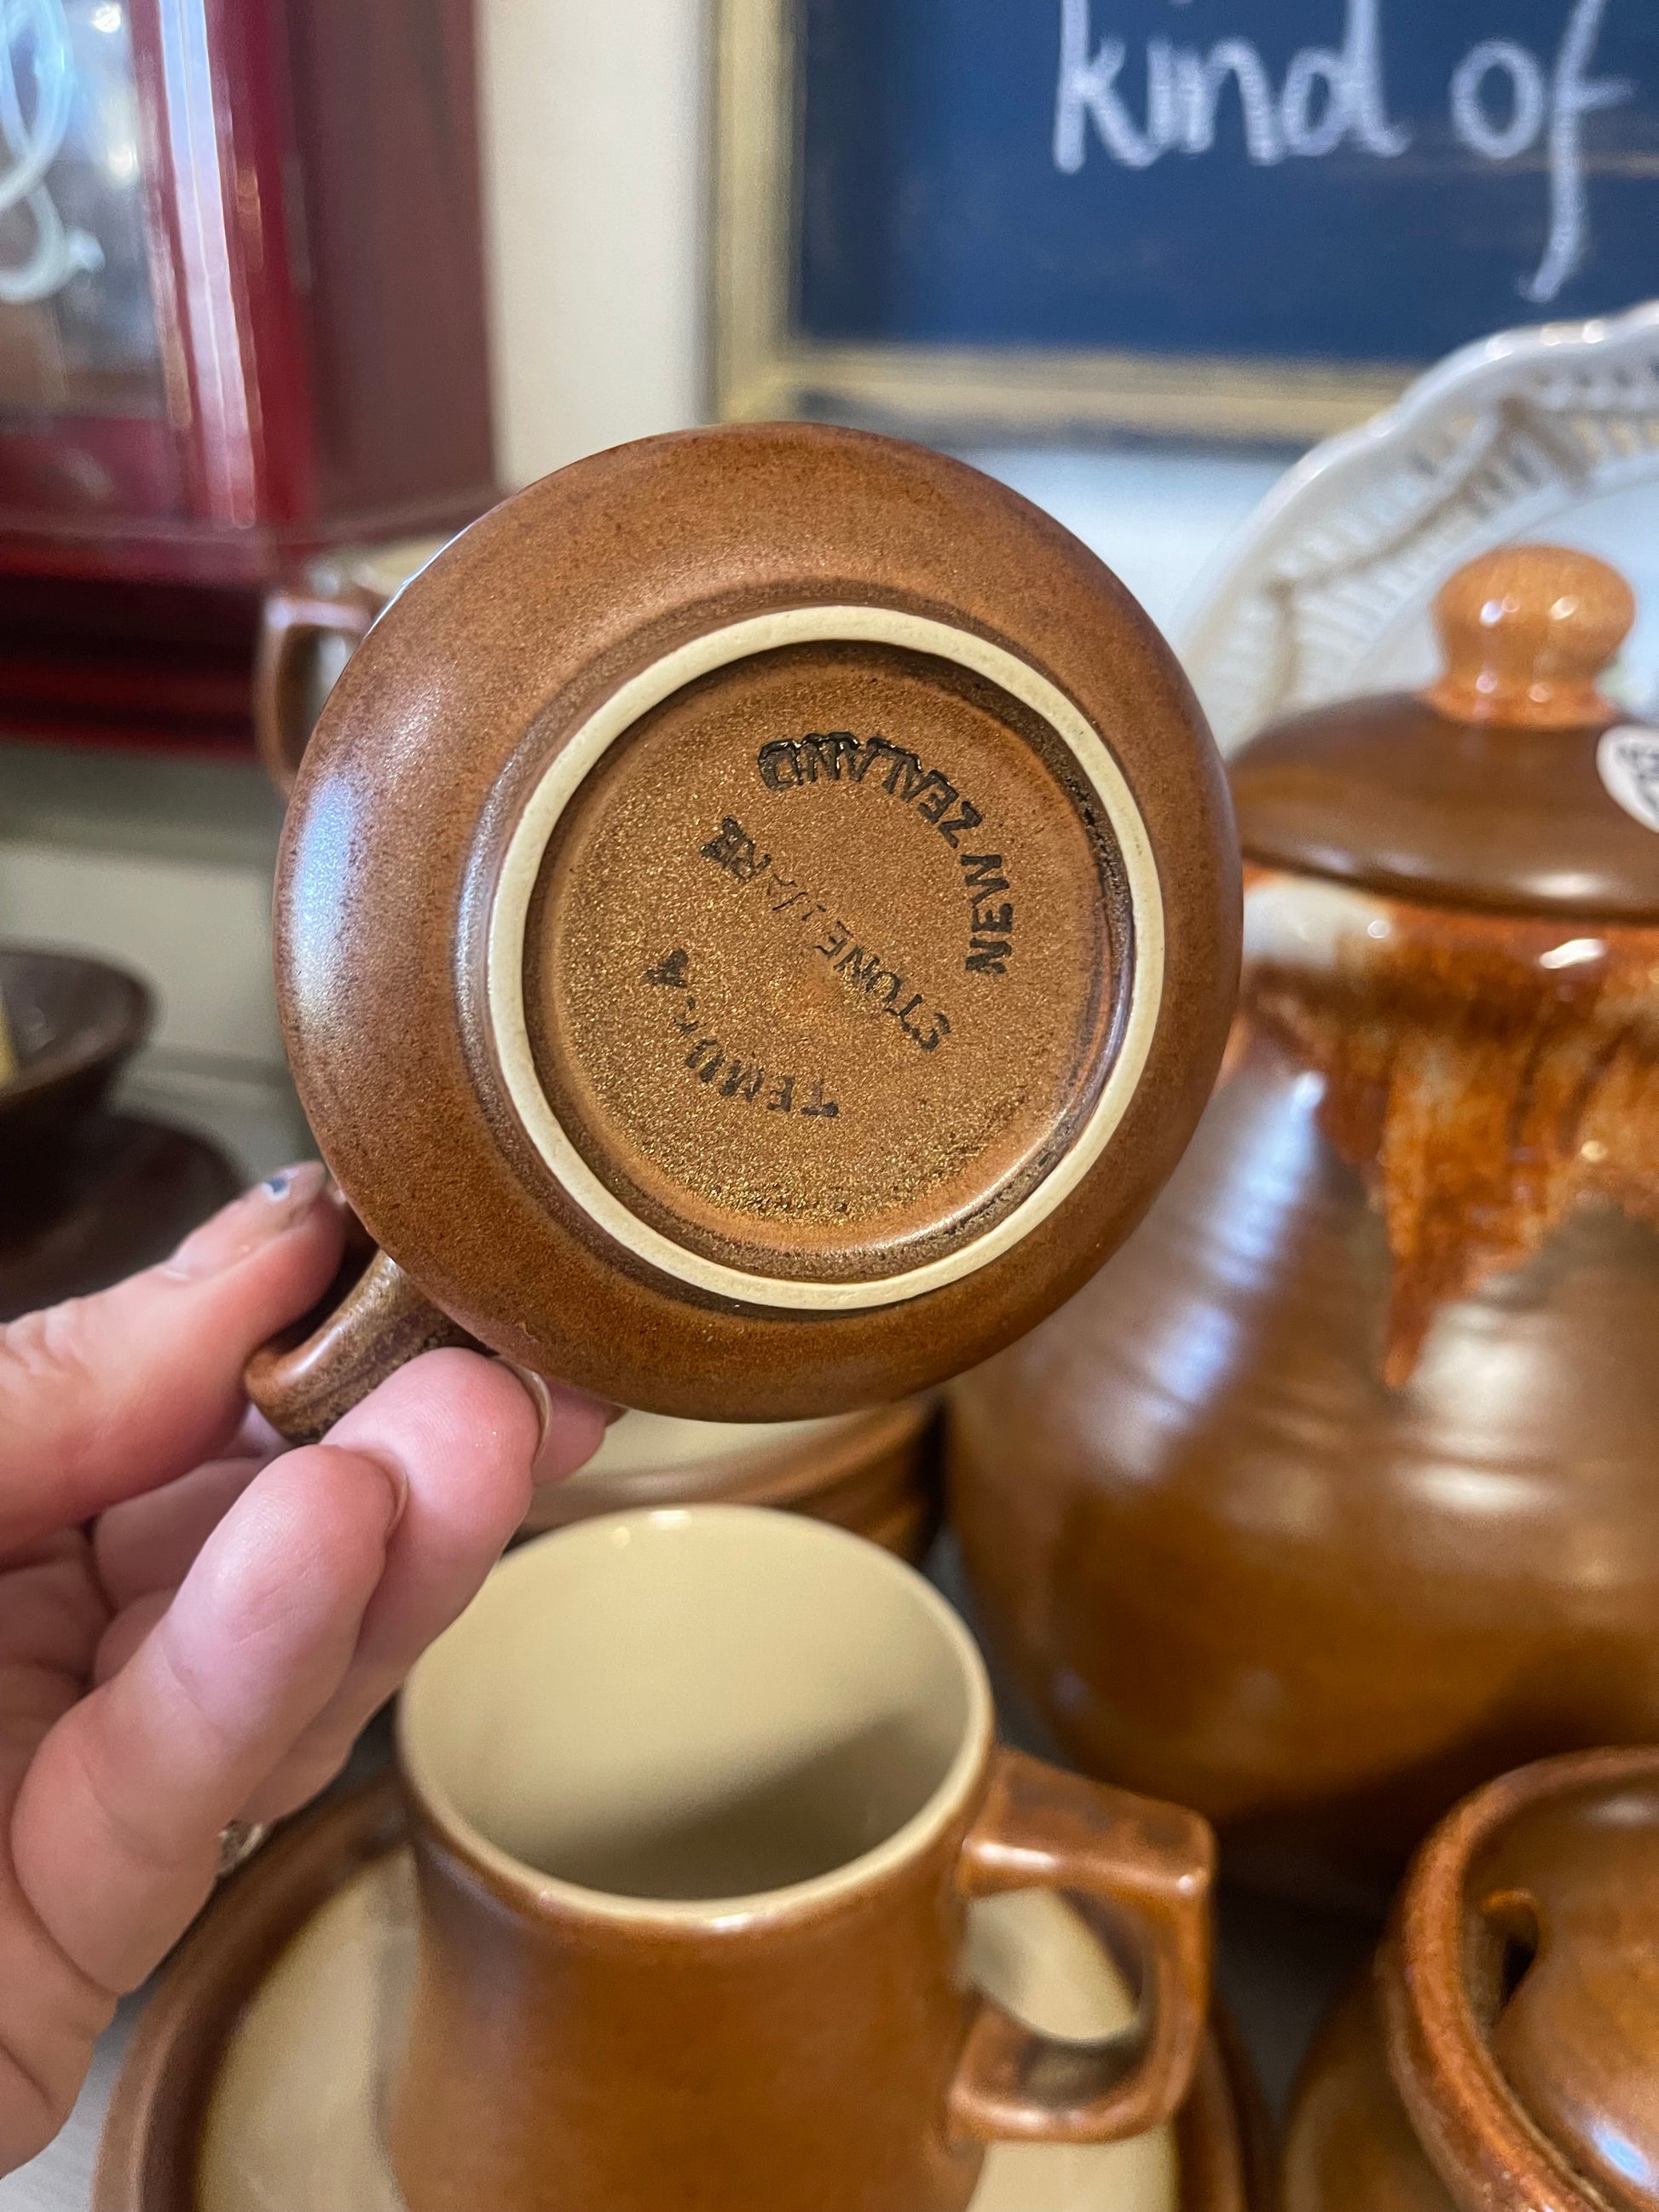 kind of
TEMUKA
STONEWARE
NEW ZEALAND